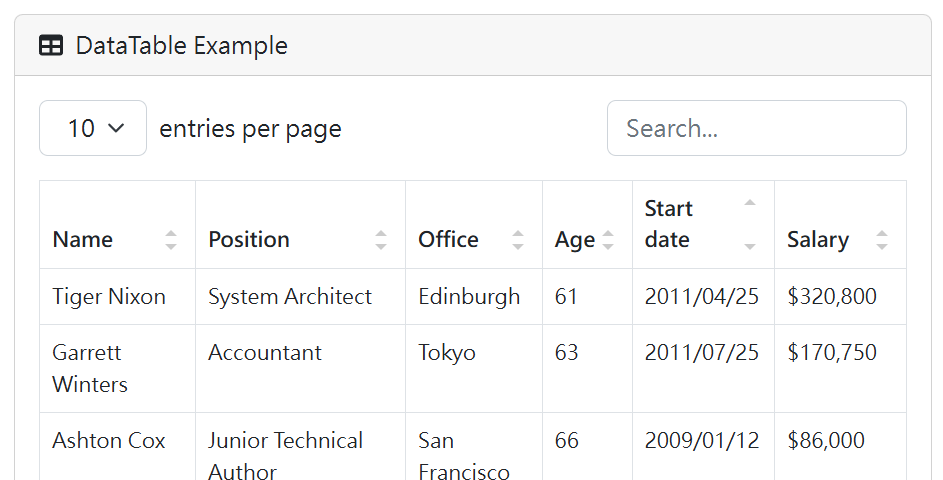 DataTable Example
10 entries per page Search...
Name Position Office Age Start date Salary
Tiger Nixon System Architect Edinburgh 61 2011/04/25 $320,800
Garrett Winters Accountant Tokyo 63 2011/07/25 $170,750
Ashton Cox Junior Technical Author San Francisco 66 2009/01/12 $86,000